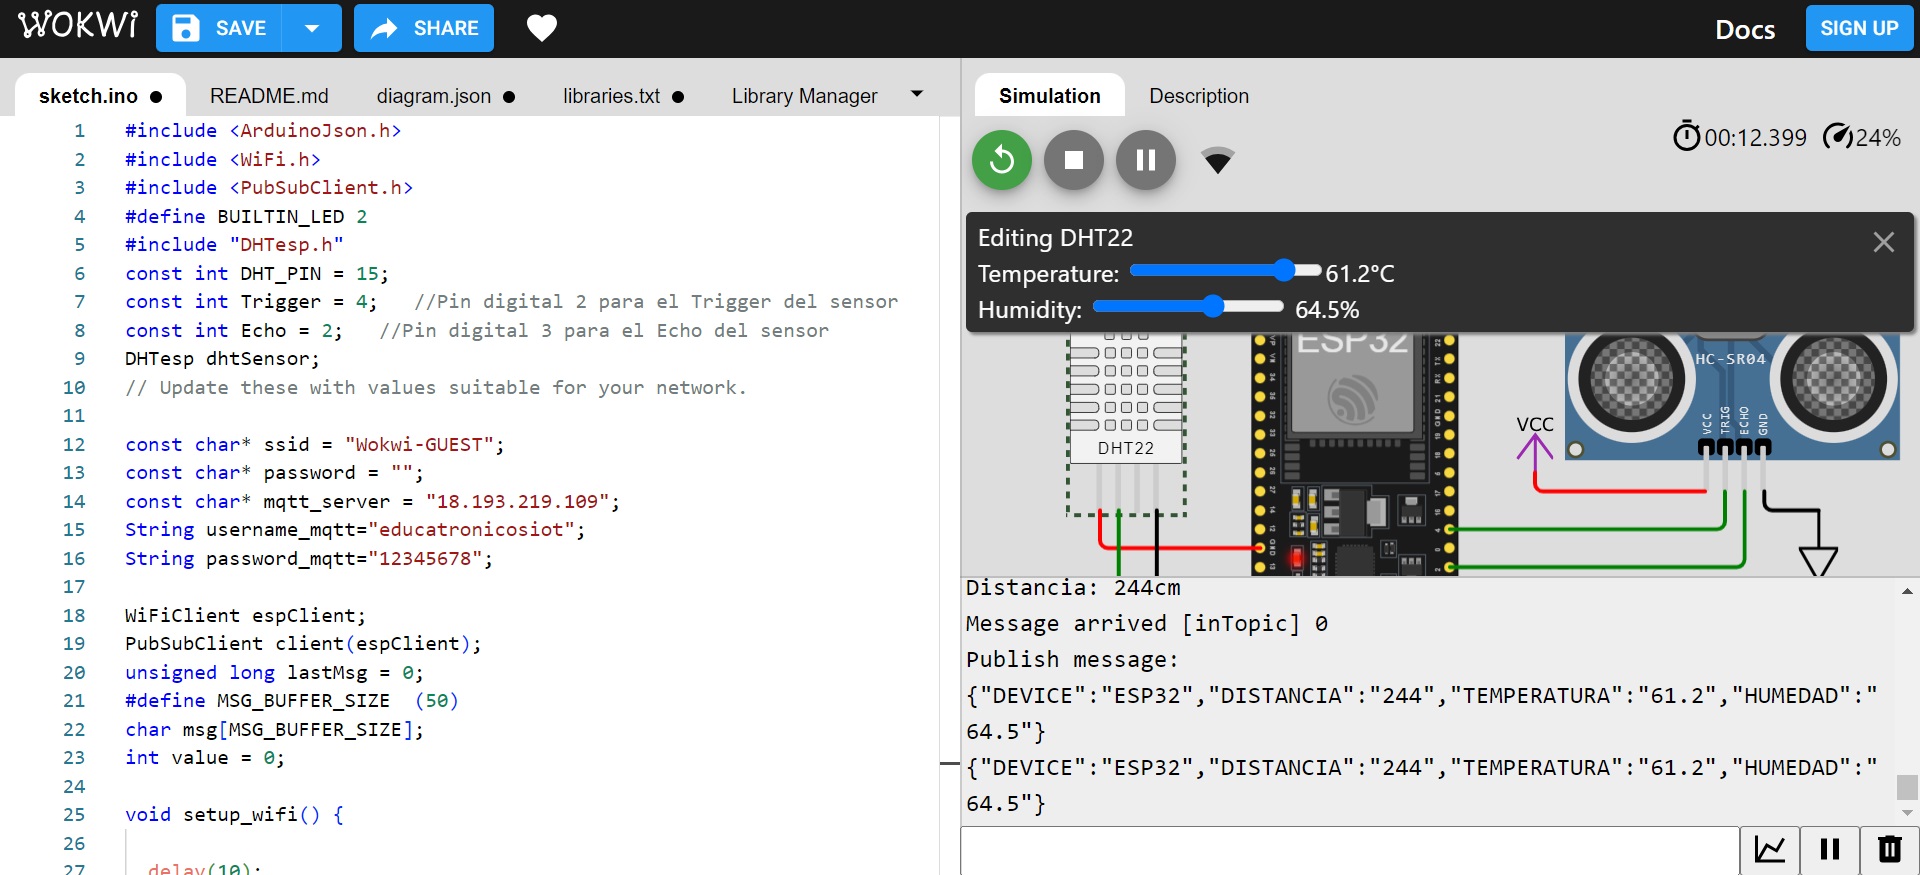 WOKWi
SAVE
SHARE
Docs
SIGN UP
sketch.ino
README.md
diagram.json
libraries.txt
Library Manager
1 #include <ArduinoJson.h>
2 #include <WiFi.h>
3 #include <PubSubClient.h>
4 #define BUILTIN_LED 2
5 #include "DHTesp.h"
6 const int DHT_PIN = 15;
7 const int Trigger = 4; //Pin digital 2 para el Trigger del sensor
8 const int Echo = 2; //Pin digital 3 para el Echo del sensor
9 DHTesp dhtSensor;
10 // Update these with values suitable for your network.
11
12 const char* ssid = "Wokwi-GUEST";
13 const char* password = "";
14 const char* mqtt_server = "18.193.219.109";
15 String username_mqtt="educatronicosiot";
16 String password_mqtt="12345678";
17
18 WiFiClient espClient;
19 PubSubClient client(espClient);
20 unsigned long lastMsg = 0;
21 #define MSG_BUFFER_SIZE (50)
22 char msg[MSG_BUFFER_SIZE];
23 int value = 0;
24
25 void setup_wifi() {
26
27 delay(10);
Simulation
Description
00:12.399
24%
Editing DHT22
Temperature: 61.2°C
Humidity: 64.5%
DHT22
ESP32
VCC
HC-SR04
VCC
TRIG
ECHO
GND
Distancia: 244cm
Message arrived [inTopic] 0
Publish message:
{"DEVICE":"ESP32","DISTANCIA":"244","TEMPERATURA":"61.2","HUMEDAD":"
64.5"}
{"DEVICE":"ESP32","DISTANCIA":"244","TEMPERATURA":"61.2","HUMEDAD":"
64.5"}